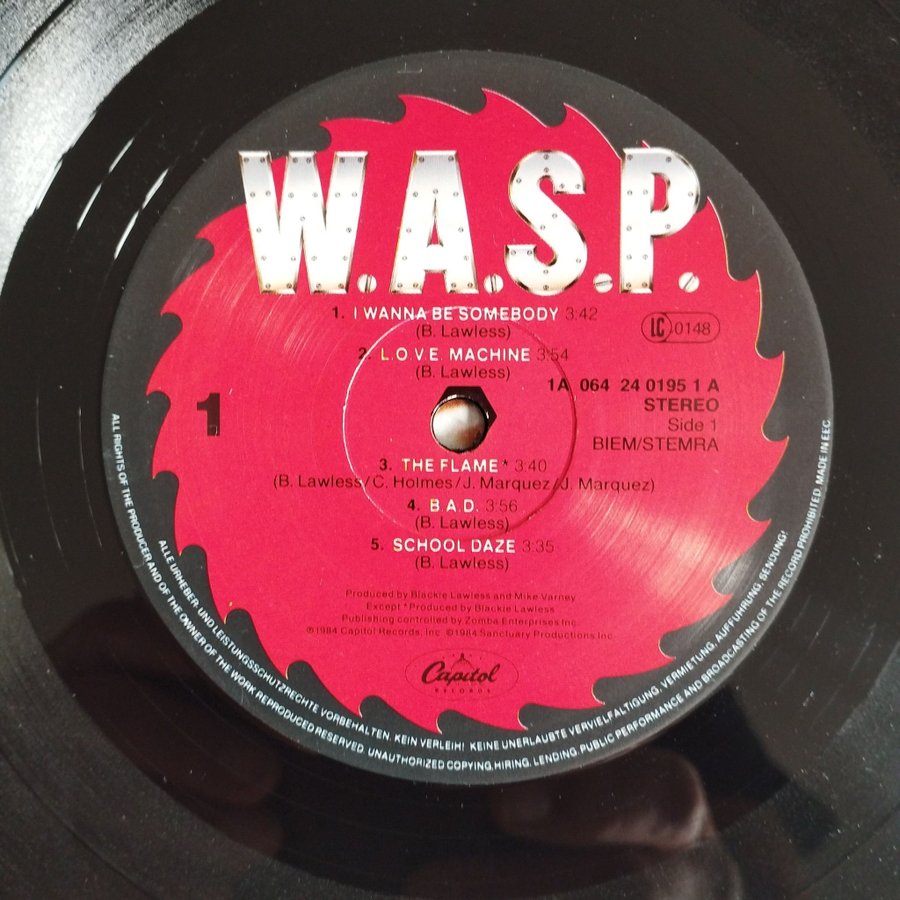 W.A.S.P.
1. I WANNA BE SOMEBODY 3:42
(B. Lawless)
2. L.O.V.E. MACHINE 3:54
(B. Lawless)
LC 0148
1A 064 24 0195 1 A
STEREO
Side 1
BIEM/STEMRA
1
3. THE FLAME* 3:40
(B. Lawless/C. Holmes/J. Marquez/J. Marquez)
4. B.A.D. 3:56
(B. Lawless)
5. SCHOOL DAZE 3:35
(B. Lawless)
Produced by Blackie Lawless and Mike Varney
Except *Produced by Blackie Lawless
Publishing controlled by Zomba Enterprises Inc.
℗1984 Capitol Records, Inc. ©1984 Sanctuary Productions Inc.
Capitol
RECORDS
ALLE URHEBER- UND LEISTUNGSSCHUTZRECHTE VORBEHALTEN. KEIN VERLEIH! KEINE UNERLAUBTE VERVIELFÄLTIGUNG, VERMIETUNG, AUFFÜHRUNG, SENDUNG!
ALL RIGHTS OF THE PRODUCER AND OF THE OWNER OF THE WORK REPRODUCED RESERVED. UNAUTHORIZED COPYING, HIRING, LENDING, PUBLIC PERFORMANCE AND BROADCASTING OF THE RECORD PROHIBITED. MADE IN EEC.